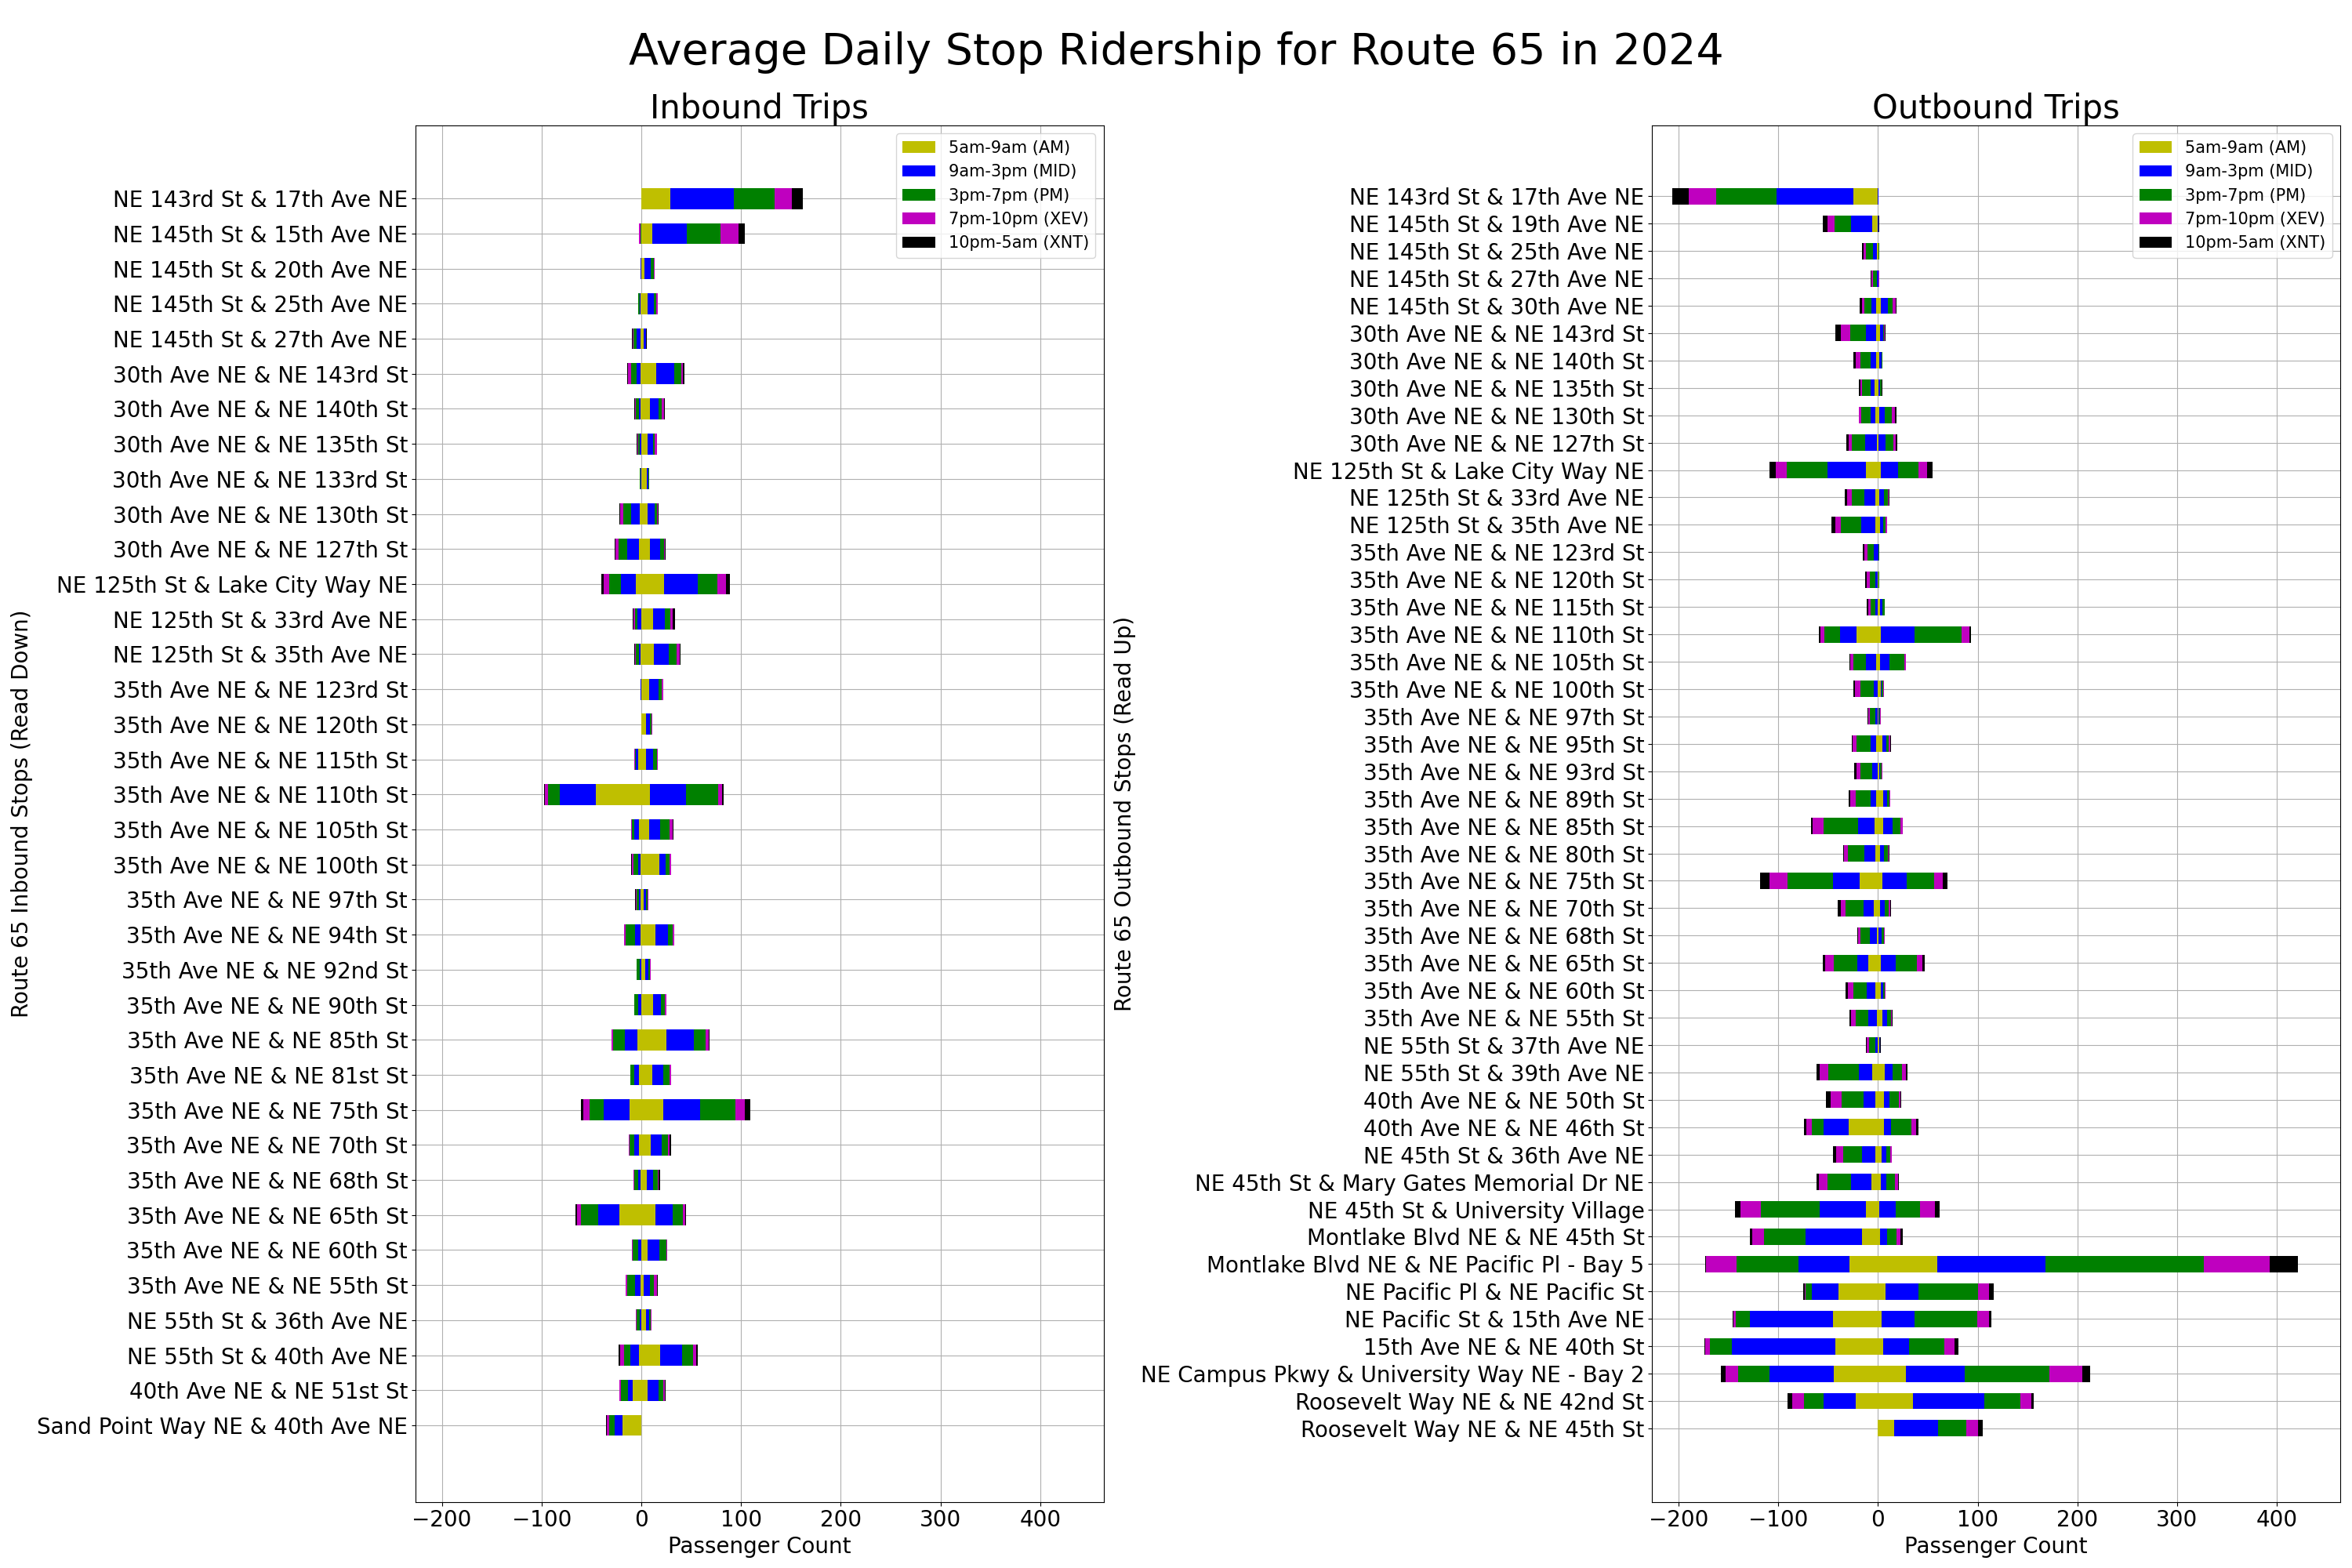 Average Daily Stop Ridership for Route 65 in 2024
Inbound Trips
5am-9am (AM)
9am-3pm (MID)
3pm-7pm (PM)
7pm-10pm (XEV)
10pm-5am (XNT)
Route 65 Inbound Stops (Read Down)
NE 143rd St & 17th Ave NE
NE 145th St & 15th Ave NE
NE 145th St & 20th Ave NE
NE 145th St & 25th Ave NE
NE 145th St & 27th Ave NE
30th Ave NE & NE 143rd St
30th Ave NE & NE 140th St
30th Ave NE & NE 135th St
30th Ave NE & NE 133rd St
30th Ave NE & NE 130th St
30th Ave NE & NE 127th St
NE 125th St & Lake City Way NE
NE 125th St & 33rd Ave NE
NE 125th St & 35th Ave NE
35th Ave NE & NE 123rd St
35th Ave NE & NE 120th St
35th Ave NE & NE 115th St
35th Ave NE & NE 110th St
35th Ave NE & NE 105th St
35th Ave NE & NE 100th St
35th Ave NE & NE 97th St
35th Ave NE & NE 94th St
35th Ave NE & NE 92nd St
35th Ave NE & NE 90th St
35th Ave NE & NE 85th St
35th Ave NE & NE 81st St
35th Ave NE & NE 75th St
35th Ave NE & NE 70th St
35th Ave NE & NE 68th St
35th Ave NE & NE 65th St
35th Ave NE & NE 60th St
35th Ave NE & NE 55th St
NE 55th St & 36th Ave NE
NE 55th St & 40th Ave NE
40th Ave NE & NE 51st St
Sand Point Way NE & 40th Ave NE
−200 −100 0 100 200 300 400
Passenger Count
Outbound Trips
5am-9am (AM)
9am-3pm (MID)
3pm-7pm (PM)
7pm-10pm (XEV)
10pm-5am (XNT)
Route 65 Outbound Stops (Read Up)
NE 143rd St & 17th Ave NE
NE 145th St & 19th Ave NE
NE 145th St & 25th Ave NE
NE 145th St & 27th Ave NE
NE 145th St & 30th Ave NE
30th Ave NE & NE 143rd St
30th Ave NE & NE 140th St
30th Ave NE & NE 135th St
30th Ave NE & NE 130th St
30th Ave NE & NE 127th St
NE 125th St & Lake City Way NE
NE 125th St & 33rd Ave NE
NE 125th St & 35th Ave NE
35th Ave NE & NE 123rd St
35th Ave NE & NE 120th St
35th Ave NE & NE 115th St
35th Ave NE & NE 110th St
35th Ave NE & NE 105th St
35th Ave NE & NE 100th St
35th Ave NE & NE 97th St
35th Ave NE & NE 95th St
35th Ave NE & NE 93rd St
35th Ave NE & NE 89th St
35th Ave NE & NE 85th St
35th Ave NE & NE 80th St
35th Ave NE & NE 75th St
35th Ave NE & NE 70th St
35th Ave NE & NE 68th St
35th Ave NE & NE 65th St
35th Ave NE & NE 60th St
35th Ave NE & NE 55th St
NE 55th St & 37th Ave NE
NE 55th St & 39th Ave NE
40th Ave NE & NE 50th St
40th Ave NE & NE 46th St
NE 45th St & 36th Ave NE
NE 45th St & Mary Gates Memorial Dr NE
NE 45th St & University Village
Montlake Blvd NE & NE 45th St
Montlake Blvd NE & NE Pacific Pl - Bay 5
NE Pacific Pl & NE Pacific St
NE Pacific St & 15th Ave NE
15th Ave NE & NE 40th St
NE Campus Pkwy & University Way NE - Bay 2
Roosevelt Way NE & NE 42nd St
Roosevelt Way NE & NE 45th St
−200 −100 0 100 200 300 400
Passenger Count